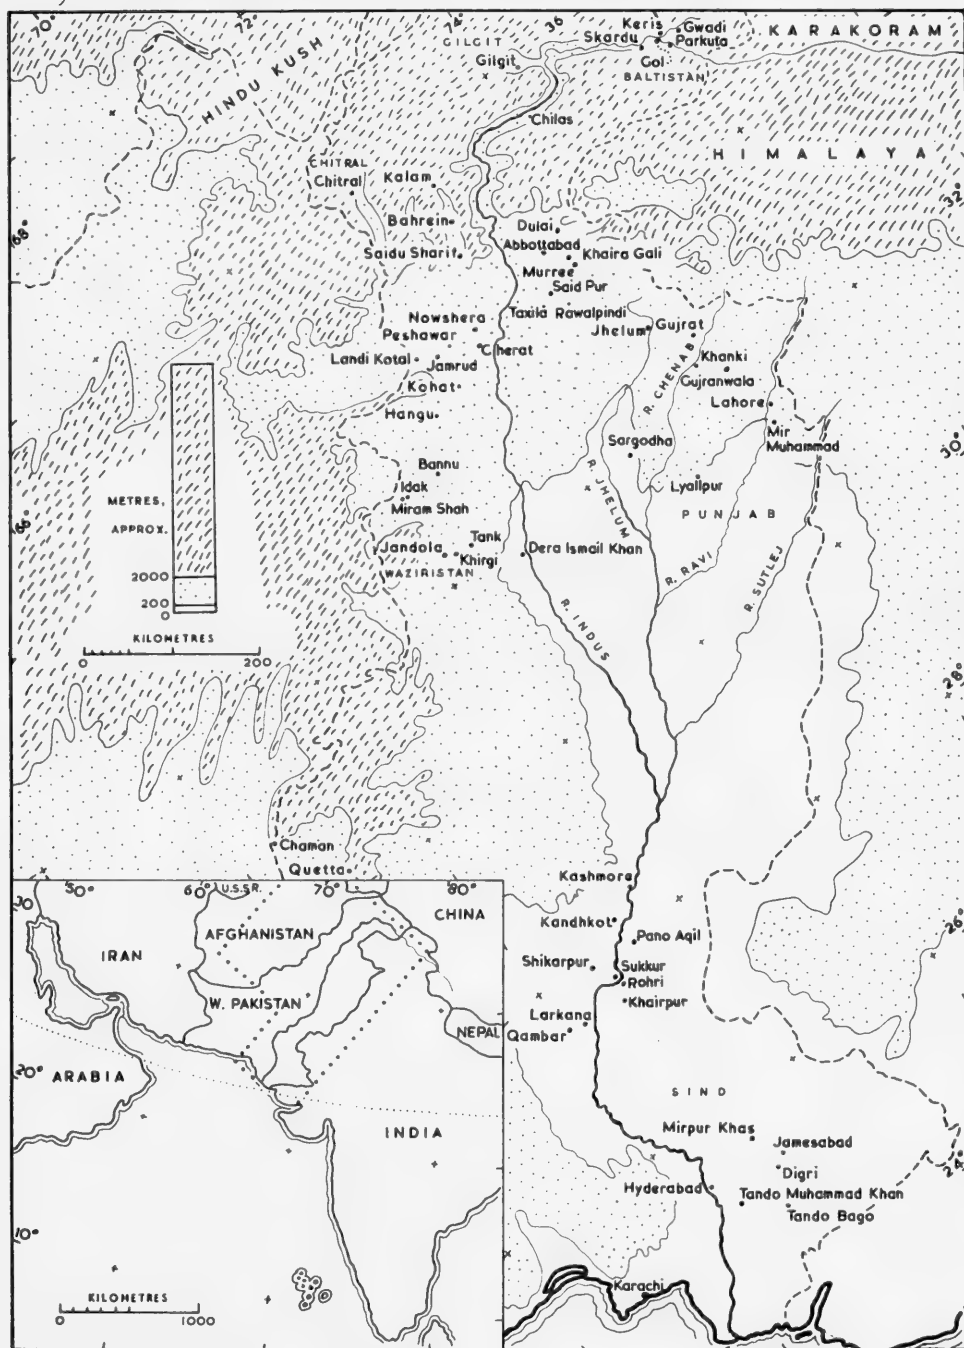 70° 72° 74 36
Keris Gwadi
Skardu Parkuta
KARAKORAM
GILGIT
Gilgit
Gol
BALTISTAN
HINDU KUSH
Chilas
HIMALAYA
CHITRAL
Chitral
Kalam
32°
68°
Bahrein
Dulai
Abbottabad
Saidu Sharif
Khaira Gali
Murree
Said Pur
Nowshera
Taxila Rawalpindi
Peshawar
Jhelum Gujrat
Cherat
Landi Kotal
Jamrud
R. CHENAB
Khanki
Gujranwala
Kohat
Lahore
Hangu
Mir
Muhammad
30°
Sargodha
Bannu
R. JHELUM
Lyallpur
Idak
Miram Shah
METRES,
APPROX.
PUNJAB
66°
Tank
Jandola
Khirgi
Dera Ismail Khan
WAZIRISTAN
2000
200
0
R. RAVI
R. SUTLEJ
R. INDUS
KILOMETRES
0 200
28°
Chaman
Quetta
Kashmore
26°
Kandhkot
Pano Aqil
Shikarpur
Sukkur
Rohri
Khairpur
Larkana
Qambar
SIND
Mirpur Khas
Jamesabad
24°
Digri
Hyderabad
Tando Muhammad Khan
Tando Bago
Karachi
30 50° 60° U.S.S.R. 70° 80°
CHINA
AFGHANISTAN
IRAN
W. PAKISTAN
NEPAL
20°
ARABIA
INDIA
10°
KILOMETRES
0 1000